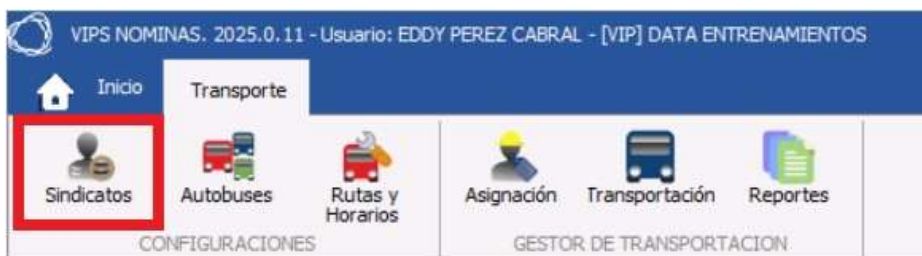 VIPS NOMINAS. 2025.0.11 - Usuario: EDDY PEREZ CABRAL - [VIP] DATA ENTRENAMIENTOS
Inicio
Transporte
Sindicatos
Autobuses
Rutas y
Horarios
Asignación
Transportación
Reportes
CONFIGURACIONES
GESTOR DE TRANSPORTACION